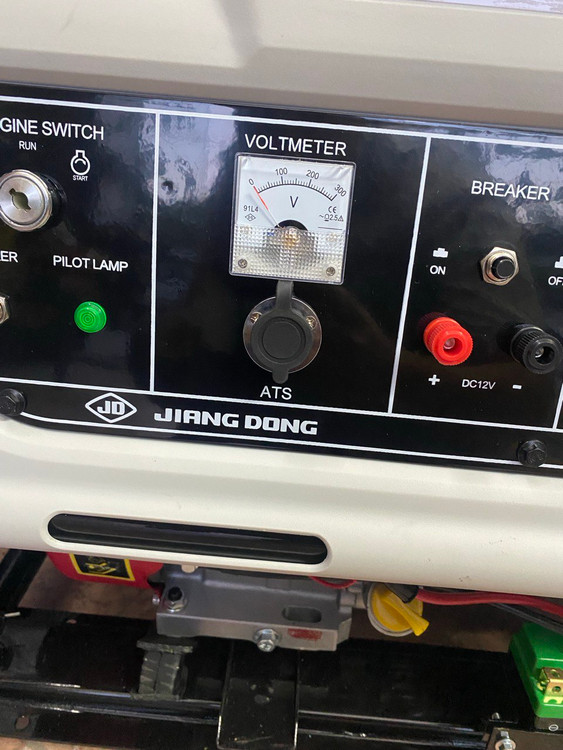 GINE SWITCH
RUN
START
ER
PILOT LAMP
VOLTMETER
0 100 200 300
V
91L4
CE
~ 2.5
ATS
BREAKER
ON
OF
+ DC12V -
JD JIANG DONG